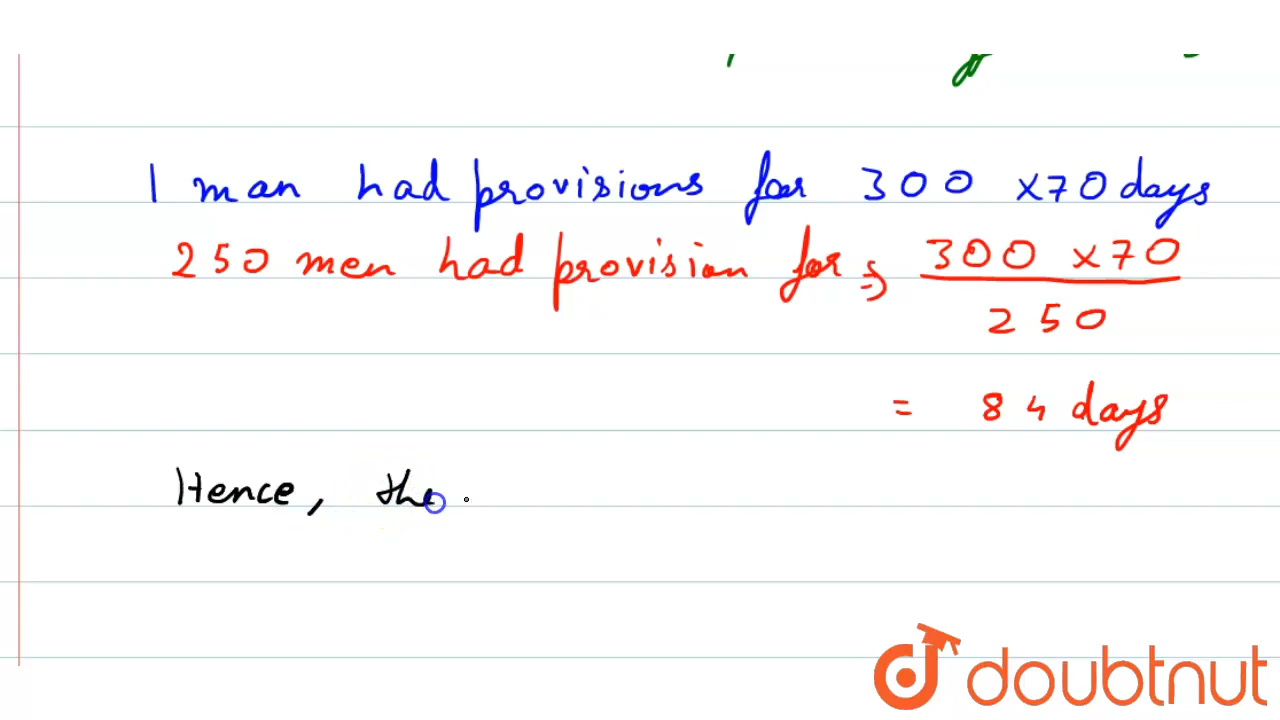 1 man had provisions for 300 x70 days
250 men had provision for ⇒ 300 x70
250
= 84 days
Hence, the
doubtnut